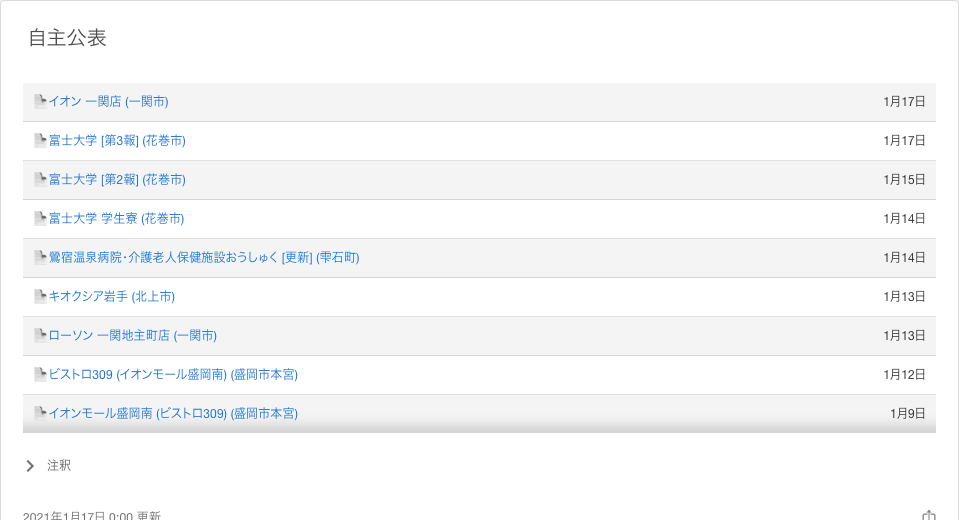 自主公表
イオン 一関店 (一関市) 1月17日
富士大学 [第3報] (花巻市) 1月17日
富士大学 [第2報] (花巻市) 1月15日
富士大学 学生寮 (花巻市) 1月14日
鶯宿温泉病院・介護老人保健施設おうしゅく [更新] (雫石町) 1月14日
キオクシア岩手 (北上市) 1月13日
ローソン 一関地主町店 (一関市) 1月13日
ビストロ309 (イオンモール盛岡南) (盛岡市本宮) 1月12日
イオンモール盛岡南 (ビストロ309) (盛岡市本宮) 1月9日
注釈
2021年1月17日 0:00 更新